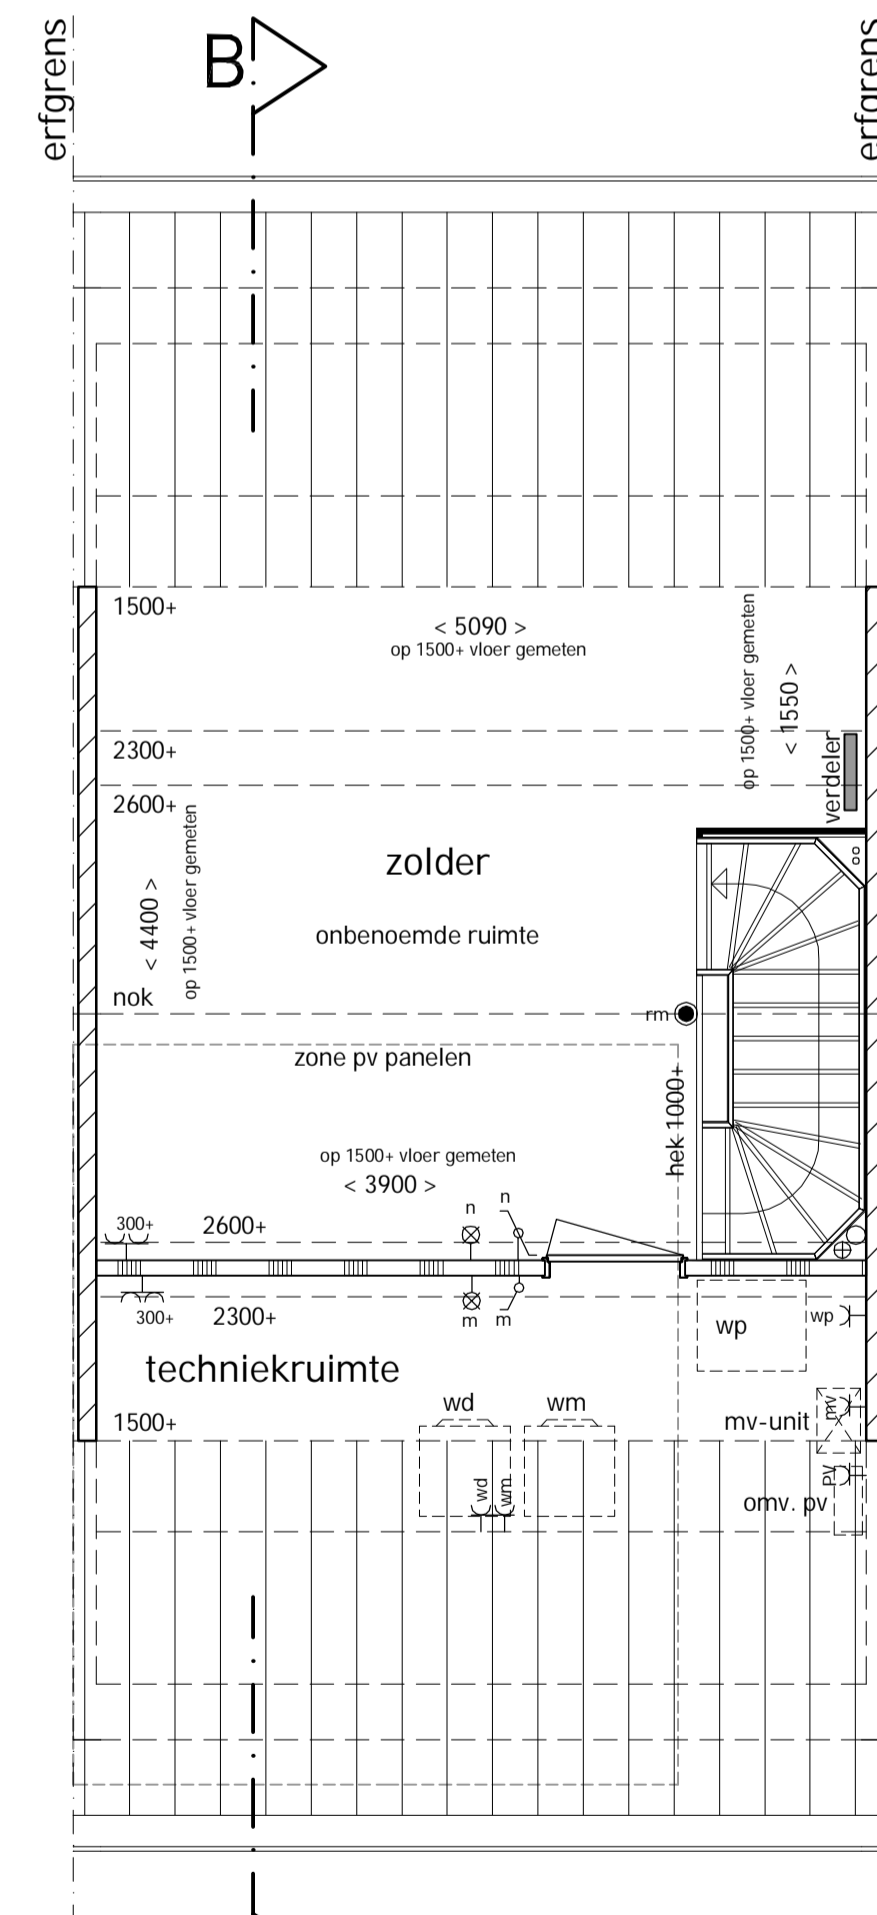 erfgrens
B
erfgrens
1500+
< 5090 >
op 1500+ vloer gemeten
op 1500+ vloer gemeten
< 1550 >
2300+
verdeler
2600+
zolder
< 4400 >
op 1500+ vloer gemeten
onbenoemde ruimte
nok
rm
zone pv panelen
hek 1000+
op 1500+ vloer gemeten
< 3900 >
n
n
300+
2600+
300+
2300+
m
m
wp
wp
techniekruimte
wd
wm
mv
1500+
mv-unit
wd
wm
PV
omv. pv